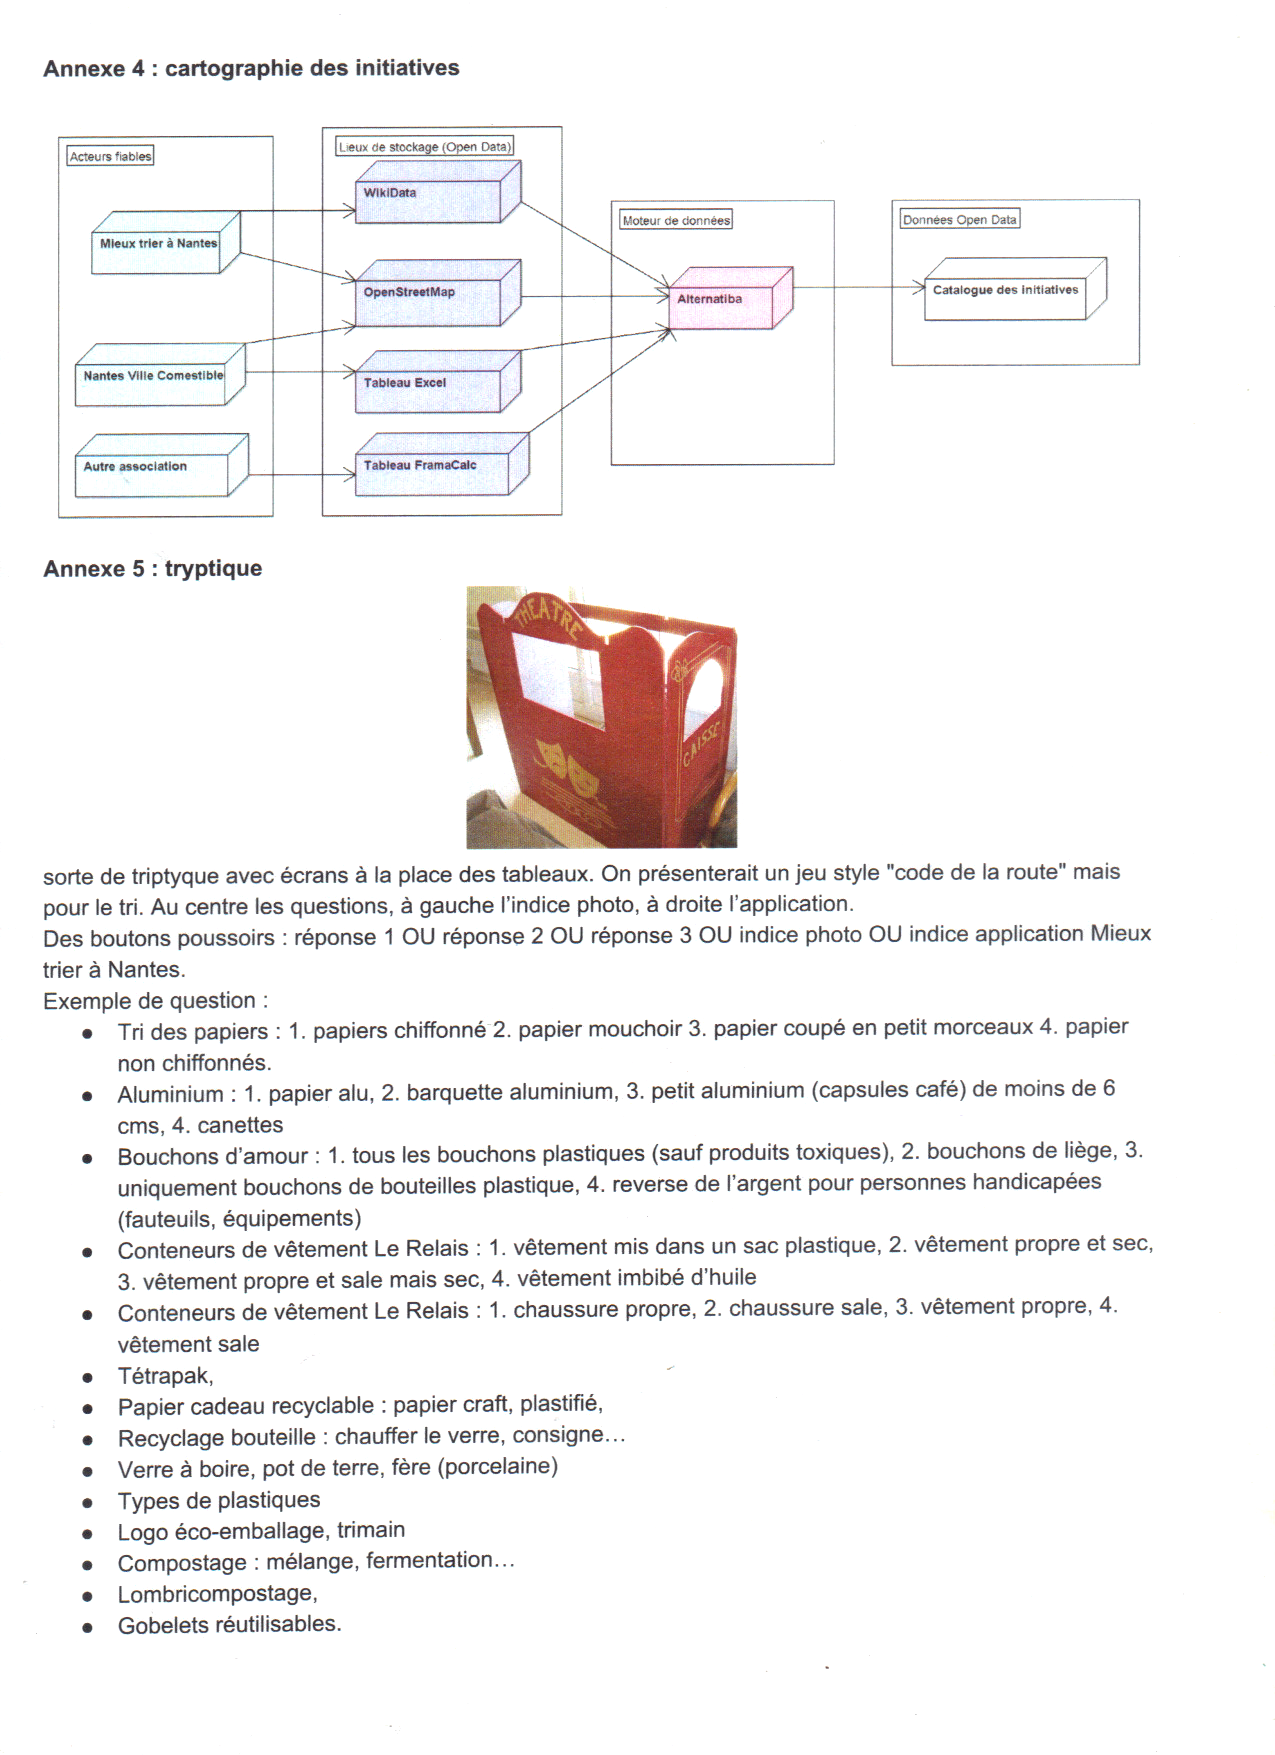 Annexe 4 : cartographie des initiatives
Acteurs fiables
Lieux de stockage (Open Data)
WikiData
Moteur de données
Données Open Data
Mieux trier à Nantes
OpenStreetMap
Alternatiba
Catalogue des initiatives
Nantes Ville Comestible
Tableau Excel
Autre association
Tableau FramaCalc
Annexe 5 : tryptique
THEATRE
CAISSE
sorte de triptyque avec écrans à la place des tableaux. On présenterait un jeu style "code de la route" mais
pour le tri. Au centre les questions, à gauche l'indice photo, à droite l'application.
Des boutons poussoirs : réponse 1 OU réponse 2 OU réponse 3 OU indice photo OU indice application Mieux
trier à Nantes.
Exemple de question :
● Tri des papiers : 1. papiers chiffonné 2. papier mouchoir 3. papier coupé en petit morceaux 4. papier
non chiffonnés.
● Aluminium : 1. papier alu, 2. barquette aluminium, 3. petit aluminium (capsules café) de moins de 6
cms, 4. canettes
● Bouchons d'amour : 1. tous les bouchons plastiques (sauf produits toxiques), 2. bouchons de liège, 3.
uniquement bouchons de bouteilles plastique, 4. reverse de l'argent pour personnes handicapées
(fauteuils, équipements)
● Conteneurs de vêtement Le Relais : 1. vêtement mis dans un sac plastique, 2. vêtement propre et sec,
3. vêtement propre et sale mais sec, 4. vêtement imbibé d'huile
● Conteneurs de vêtement Le Relais : 1. chaussure propre, 2. chaussure sale, 3. vêtement propre, 4.
vêtement sale
● Tétrapak,
● Papier cadeau recyclable : papier craft, plastifié,
● Recyclage bouteille : chauffer le verre, consigne...
● Verre à boire, pot de terre, fère (porcelaine)
● Types de plastiques
● Logo éco-emballage, trimain
● Compostage : mélange, fermentation...
● Lombricompostage,
● Gobelets réutilisables.